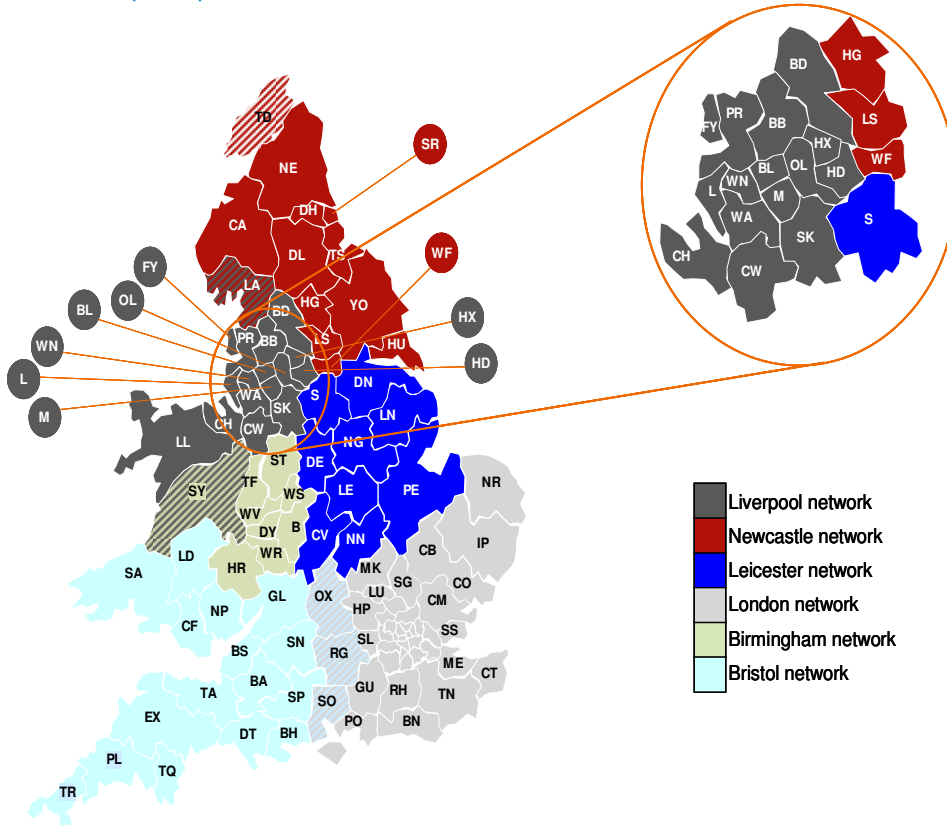 BD
HG
PR
FY
BB
LS
HX
WF
OL
HD
BL
WN
L
M
WA
S
SK
CH
CW
TD
SR
NE
DH
CA
DL
TS
WF
FY
LA
HG
YO
OL
BD
BL
PR
BB
LS
HU
HX
WN
HD
L
DN
M
WA
S
SK
LN
CH
CW
LL
NG
ST
DE
TF
SY
WS
LE
PE
NR
WV
DY
B
CV
NN
IP
LD
WR
CB
HR
MK
SA
SG
CO
GL
OX
LU
HP
CM
NP
CF
SS
SN
SL
BS
RG
ME
CT
BA
GU
RH
TN
TA
SP
SO
EX
PO
BN
DT
BH
PL
TQ
TR
Liverpool network
Newcastle network
Leicester network
London network
Birmingham network
Bristol network